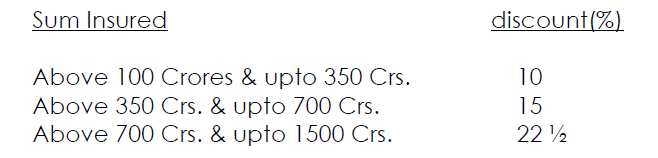 Sum Insured discount(%)
Above 100 Crores & upto 350 Crs. 10
Above 350 Crs. & upto 700 Crs. 15
Above 700 Crs. & upto 1500 Crs. 22 ½